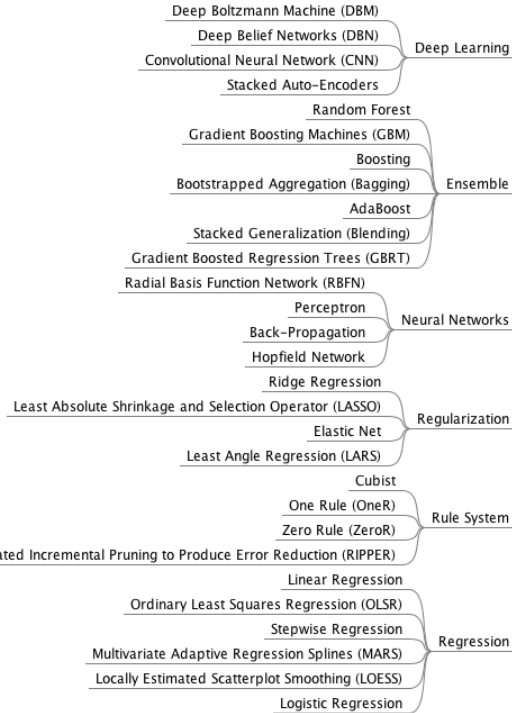 Deep Boltzmann Machine (DBM)
Deep Belief Networks (DBN)
Convolutional Neural Network (CNN)
Stacked Auto-Encoders
Deep Learning
Random Forest
Gradient Boosting Machines (GBM)
Boosting
Bootstrapped Aggregation (Bagging)
AdaBoost
Stacked Generalization (Blending)
Gradient Boosted Regression Trees (GBRT)
Ensemble
Radial Basis Function Network (RBFN)
Perceptron
Back-Propagation
Hopfield Network
Neural Networks
Ridge Regression
Least Absolute Shrinkage and Selection Operator (LASSO)
Elastic Net
Least Angle Regression (LARS)
Regularization
Cubist
One Rule (OneR)
Zero Rule (ZeroR)
ated Incremental Pruning to Produce Error Reduction (RIPPER)
Rule System
Linear Regression
Ordinary Least Squares Regression (OLSR)
Stepwise Regression
Multivariate Adaptive Regression Splines (MARS)
Locally Estimated Scatterplot Smoothing (LOESS)
Logistic Regression
Regression